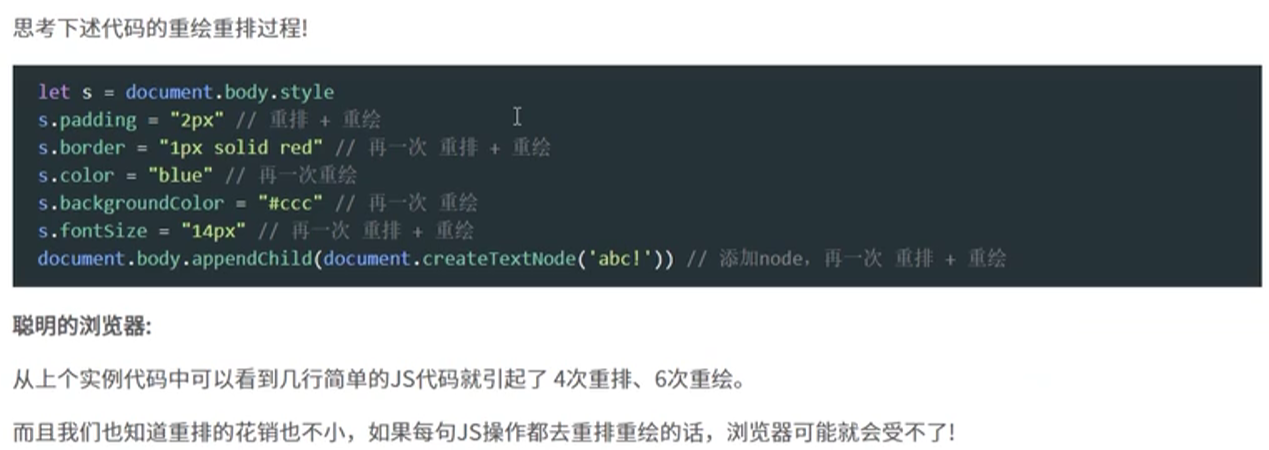 思考下述代码的重绘重排过程!
let s = document.body.style
s.padding = "2px" // 重排 + 重绘
s.border = "1px solid red" // 再一次 重排 + 重绘
s.color = "blue" // 再一次重绘
s.backgroundColor = "#ccc" // 再一次 重绘
s.fontSize = "14px" // 再一次 重排 + 重绘
document.body.appendChild(document.createTextNode('abc!')) // 添加node，再一次 重排 + 重绘
聪明的浏览器:
从上个实例代码中可以看到几行简单的JS代码就引起了 4次重排、6次重绘。
而且我们也知道重排的花销也不小，如果每句JS操作都去重排重绘的话，浏览器可能就会受不了!